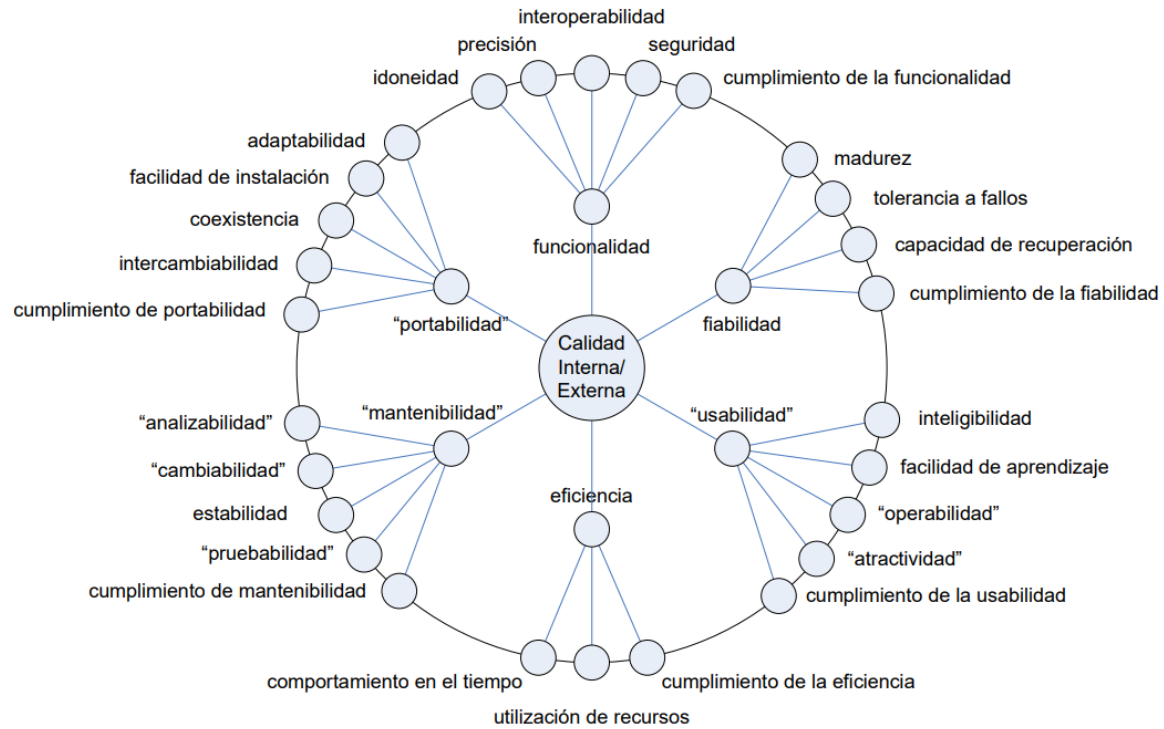 interoperabilidad
precisión
seguridad
idoneidad
cumplimiento de la funcionalidad
adaptabilidad
madurez
facilidad de instalación
tolerancia a fallos
coexistencia
capacidad de recuperación
funcionalidad
intercambiabilidad
cumplimiento de la fiabilidad
cumplimiento de portabilidad
“portabilidad”
fiabilidad
Calidad
Interna/
Externa
“analizabilidad”
“mantenibilidad”
“usabilidad”
inteligibilidad
“cambiabilidad”
facilidad de aprendizaje
eficiencia
estabilidad
“operabilidad”
“pruebabilidad”
“atractividad”
cumplimiento de mantenibilidad
cumplimiento de la usabilidad
comportamiento en el tiempo
cumplimiento de la eficiencia
utilización de recursos